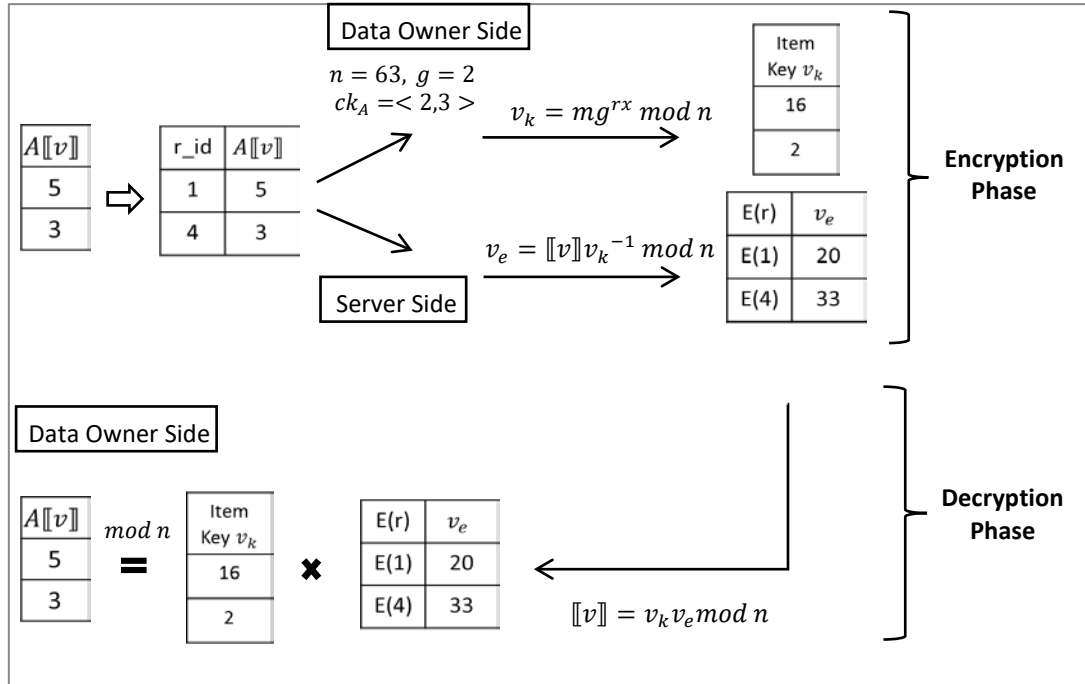 Data Owner Side
n = 63, g = 2
ck_A =< 2,3 >
A⟦v⟧
5
3
r_id A⟦v⟧
1 5
4 3
v_k = mg^{rx} mod n
Item
Key v_k
16
2
Encryption
Phase
v_e = ⟦v⟧v_k^{-1} mod n
Server Side
E(r) v_e
E(1) 20
E(4) 33
Data Owner Side
A⟦v⟧
5
3
mod n
=
Item
Key v_k
16
2
×
E(r) v_e
E(1) 20
E(4) 33
⟦v⟧ = v_k v_e mod n
Decryption
Phase